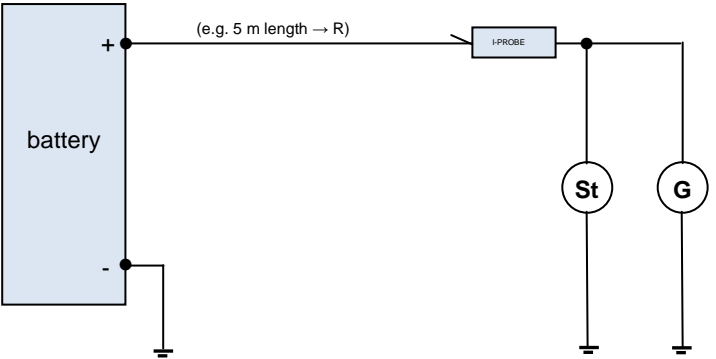 (e.g. 5 m length → R)
+
I-PROBE
battery
St
G
-